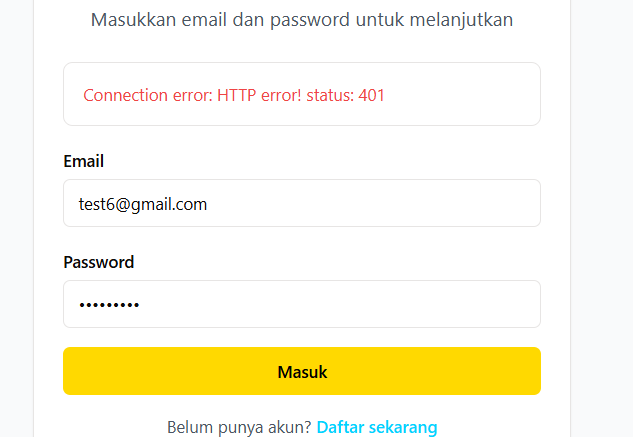 Masukkan email dan password untuk melanjutkan
Connection error: HTTP error! status: 401
Email
test6@gmail.com
Password
•••••••••
Masuk
Belum punya akun? Daftar sekarang